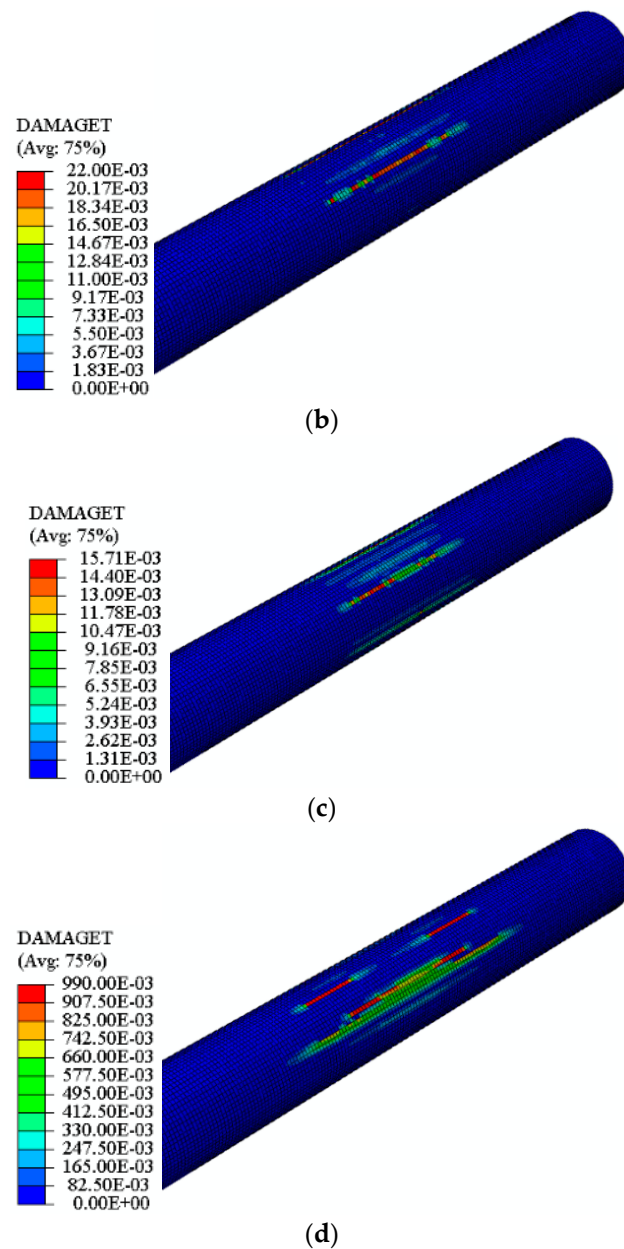 DAMAGET
(Avg: 75%)
22.00E-03
20.17E-03
18.34E-03
16.50E-03
14.67E-03
12.84E-03
11.00E-03
9.17E-03
7.33E-03
5.50E-03
3.67E-03
1.83E-03
0.00E+00
(b)
DAMAGET
(Avg: 75%)
15.71E-03
14.40E-03
13.09E-03
11.78E-03
10.47E-03
9.16E-03
7.85E-03
6.55E-03
5.24E-03
3.93E-03
2.62E-03
1.31E-03
0.00E+00
(c)
DAMAGET
(Avg: 75%)
990.00E-03
907.50E-03
825.00E-03
742.50E-03
660.00E-03
577.50E-03
495.00E-03
412.50E-03
330.00E-03
247.50E-03
165.00E-03
82.50E-03
0.00E+00
(d)